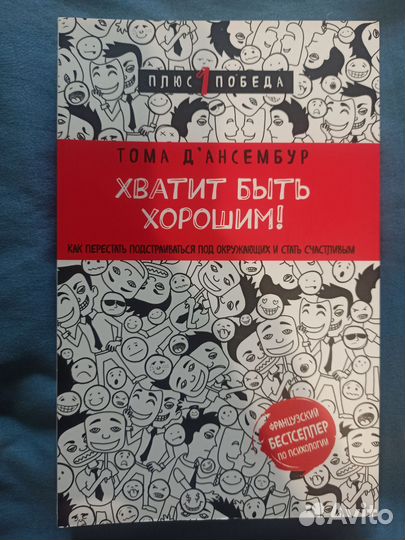 ПЛЮС 1 ПОБЕДА
ТОМА Д'АНСЕМБУР
ХВАТИТ БЫТЬ
ХОРОШИМ!
КАК ПЕРЕСТАТЬ ПОДСТРАИВАТЬСЯ ПОД ОКРУЖАЮЩИХ И СТАТЬ СЧАСТЛИВЫМ
ФРАНЦУЗСКИЙ
БЕСТСЕЛЛЕР
ПО ПСИХОЛОГИИ
Avito